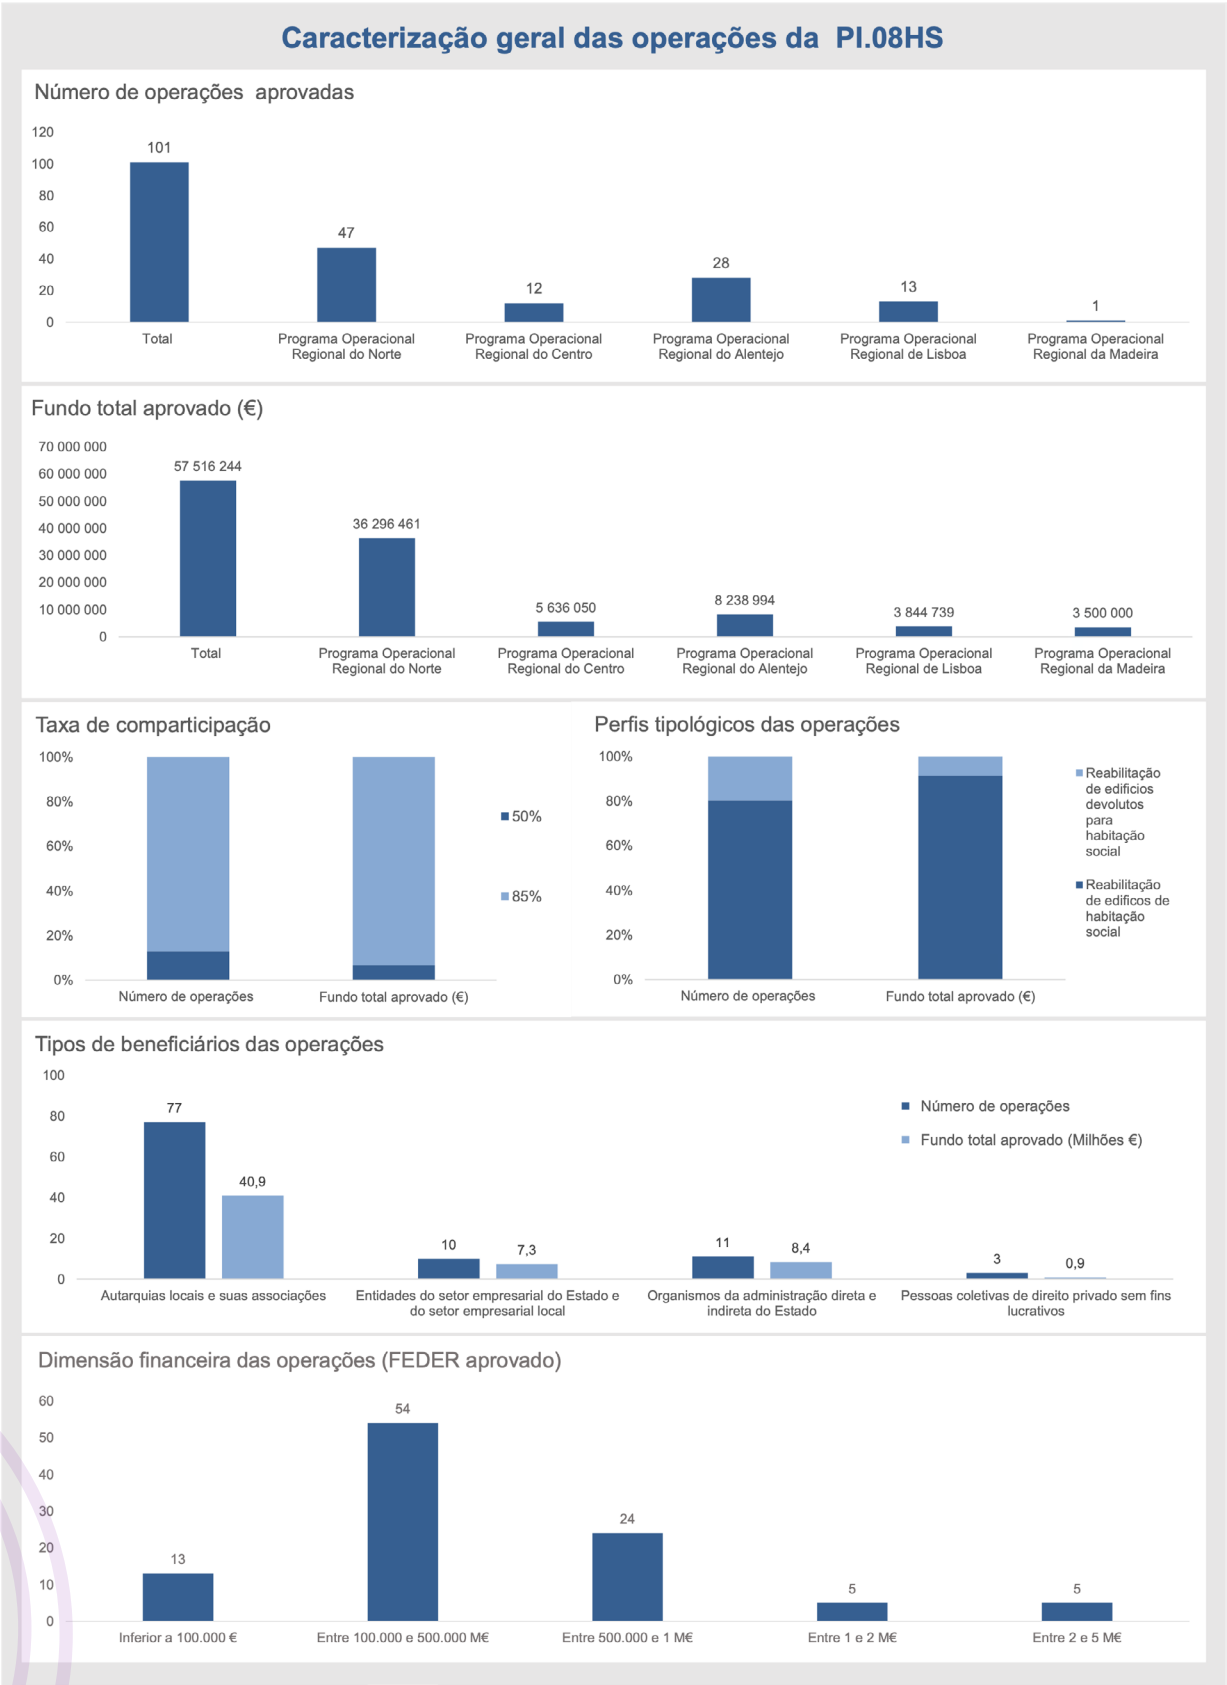 Caracterização geral das operações da PI.08HS
Número de operações aprovadas
120
100
80
60
40
20
0
101
47
12
28
13
1
Total
Programa Operacional
Regional do Norte
Programa Operacional
Regional do Centro
Programa Operacional
Regional do Alentejo
Programa Operacional
Regional de Lisboa
Programa Operacional
Regional da Madeira
Fundo total aprovado (€)
70 000 000
60 000 000
50 000 000
40 000 000
30 000 000
20 000 000
10 000 000
0
57 516 244
36 296 461
5 636 050
8 238 994
3 844 739
3 500 000
Total
Programa Operacional
Regional do Norte
Programa Operacional
Regional do Centro
Programa Operacional
Regional do Alentejo
Programa Operacional
Regional de Lisboa
Programa Operacional
Regional da Madeira
Taxa de comparticipação
100%
80%
60%
40%
20%
0%
Número de operações
Fundo total aprovado (€)
50%
85%
Perfis tipológicos das operações
100%
80%
60%
40%
20%
0%
Número de operações
Fundo total aprovado (€)
Reabilitação
de edificios
devolutos
para
habitação
social
Reabilitação
de edificos de
habitação
social
Tipos de beneficiários das operações
100
80
60
40
20
0
77
40,9
10
7,3
11
8,4
3
0,9
Número de operações
Fundo total aprovado (Milhões €)
Autarquias locais e suas associações
Entidades do setor empresarial do Estado e
do setor empresarial local
Organismos da administração direta e
indireta do Estado
Pessoas coletivas de direito privado sem fins
lucrativos
Dimensão financeira das operações (FEDER aprovado)
60
50
40
30
20
10
0
13
54
24
5
5
Inferior a 100.000 €
Entre 100.000 e 500.000 M€
Entre 500.000 e 1 M€
Entre 1 e 2 M€
Entre 2 e 5 M€